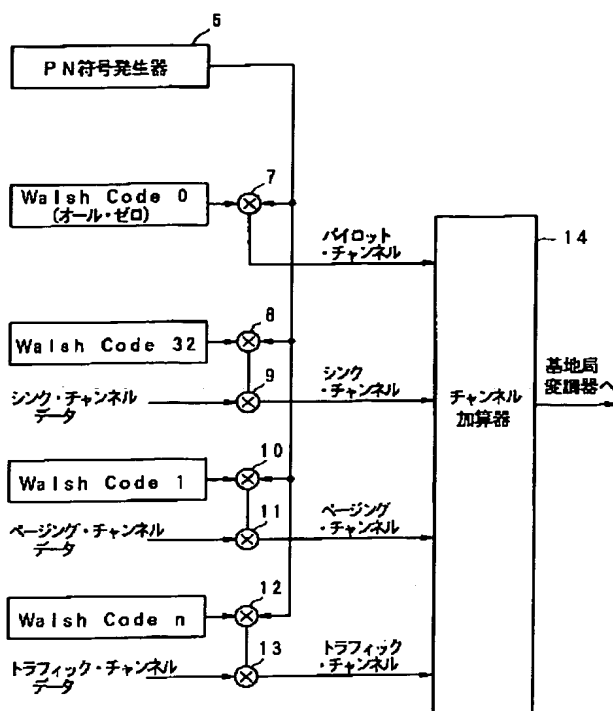 5
PN符号発生器
7
Walsh Code 0
(オール・ゼロ)
パイロット
・チャンネル
14
8
Walsh Code 32
9
シンク・チャンネル
データ
シンク
・チャンネル
チャンネル
加算器
基地局
変調器へ
10
Walsh Code 1
11
ページング・チャンネル
データ
ページング
・チャンネル
12
Walsh Code n
13
トラフィック・チャンネル
データ
トラフィック
・チャンネル